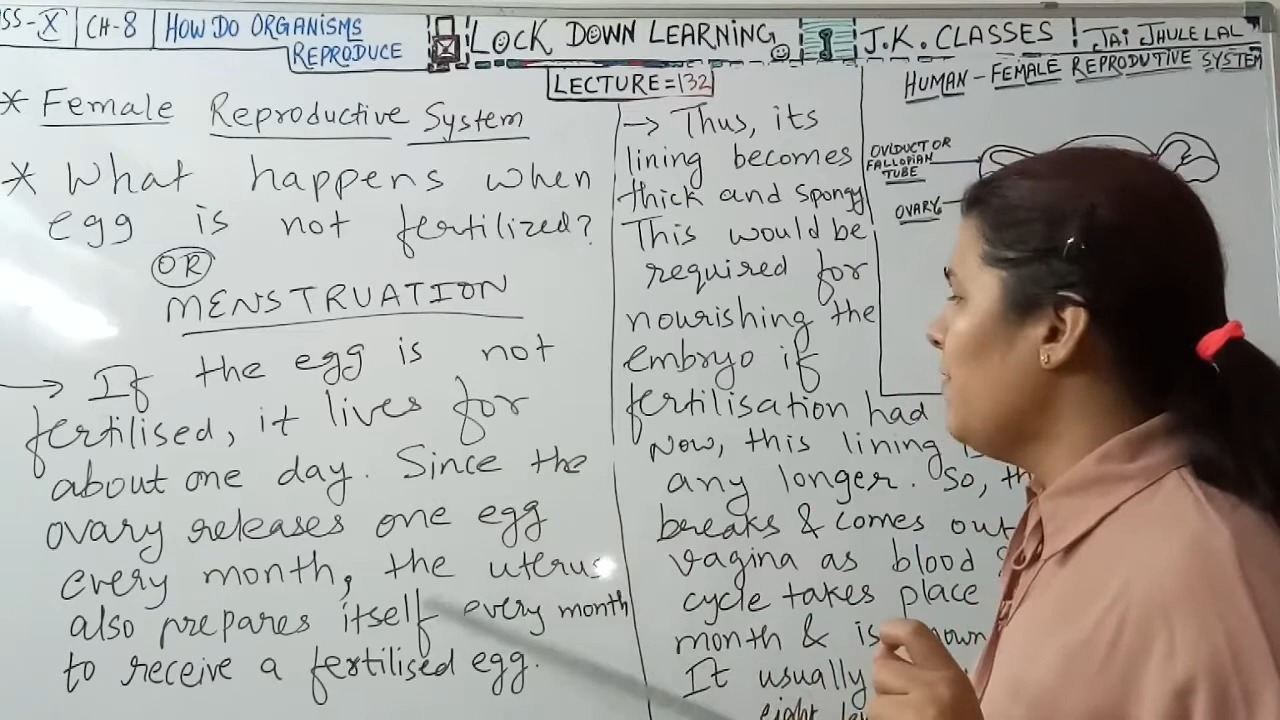 SS-X | CH-8 | HOW DO ORGANISMS
REPRODUCE
LOCK DOWN LEARNING
J.K. CLASSES | JAI JHULELAL
LECTURE=132
HUMAN-FEMALE REPRODUTIVE SYSTEM
OVIDUCT OR
FALLOPIAN
TUBE
OVARY
* Female Reproductive System
* What happens when
egg is not fertilized?
OR
MENSTRUATION
→ If the egg is not
fertilised, it lives for
about one day. Since the
ovary releases one egg
every month, the uterus
also prepares itself every month
to receive a fertilised egg.
→ Thus, its
lining becomes
thick and spongy
This would be
required for
nourishing the
embryo if
fertilisation had
Now, this lining
any longer. So,
breaks & comes out
vagina as blood
cycle takes place
month & is
It usually
eight